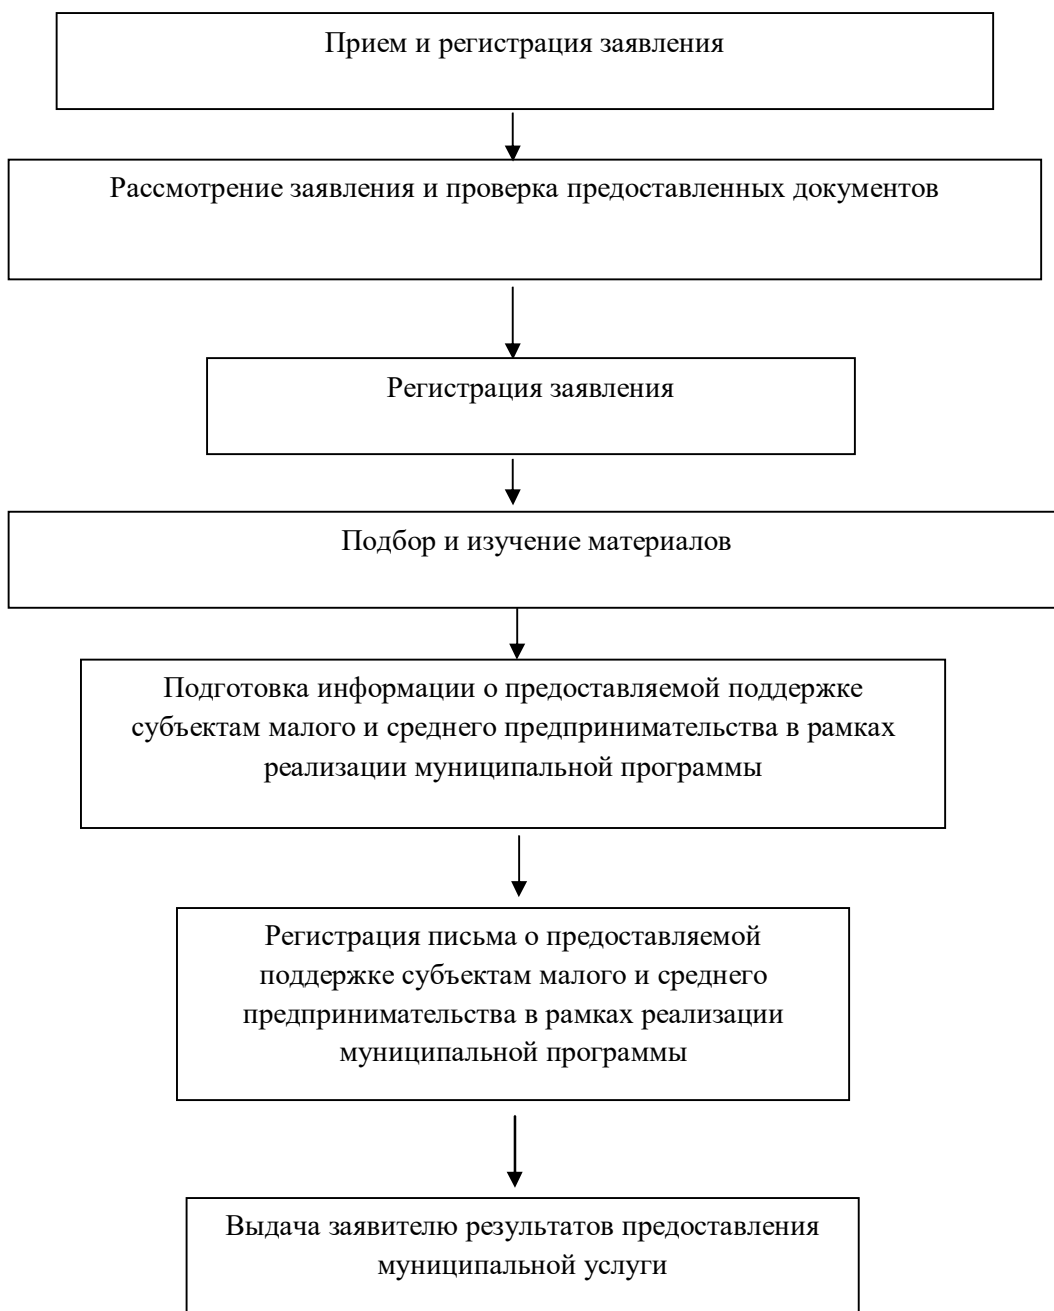 Прием и регистрация заявления
Рассмотрение заявления и проверка предоставленных документов
Регистрация заявления
Подбор и изучение материалов
Подготовка информации о предоставляемой поддержке
субъектам малого и среднего предпринимательства в рамках
реализации муниципальной программы
Регистрация письма о предоставляемой
поддержке субъектам малого и среднего
предпринимательства в рамках реализации
муниципальной программы
Выдача заявителю результатов предоставления
муниципальной услуги